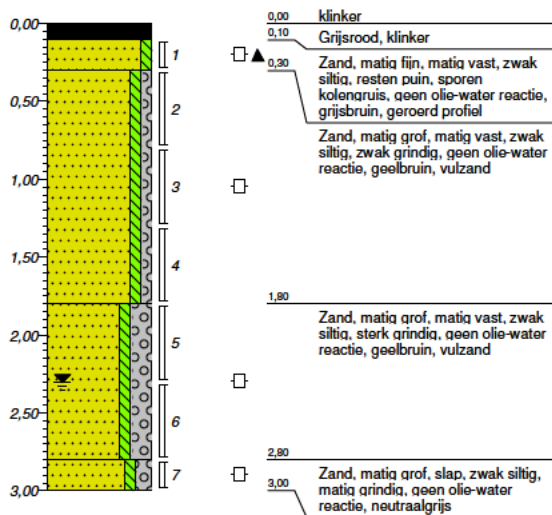 0,00
0,50
1,00
1,50
2,00
2,50
3,00
1
2
3
4
5
6
7
0,00
klinker
0,10
Grijsrood, klinker
0,30
Zand, matig fijn, matig vast, zwak
siltig, resten puin, sporen
kolengruis, geen olie-water reactie,
grijsbruin, geroerd profiel
Zand, matig grof, matig vast, zwak
siltig, zwak grindig, geen olie-water
reactie, geelbruin, vulzand
1,80
Zand, matig grof, matig vast, zwak
siltig, sterk grindig, geen olie-water
reactie, geelbruin, vulzand
2,80
Zand, matig grof, slap, zwak siltig,
matig grindig, geen olie-water
reactie, neutraalgrijs
3,00